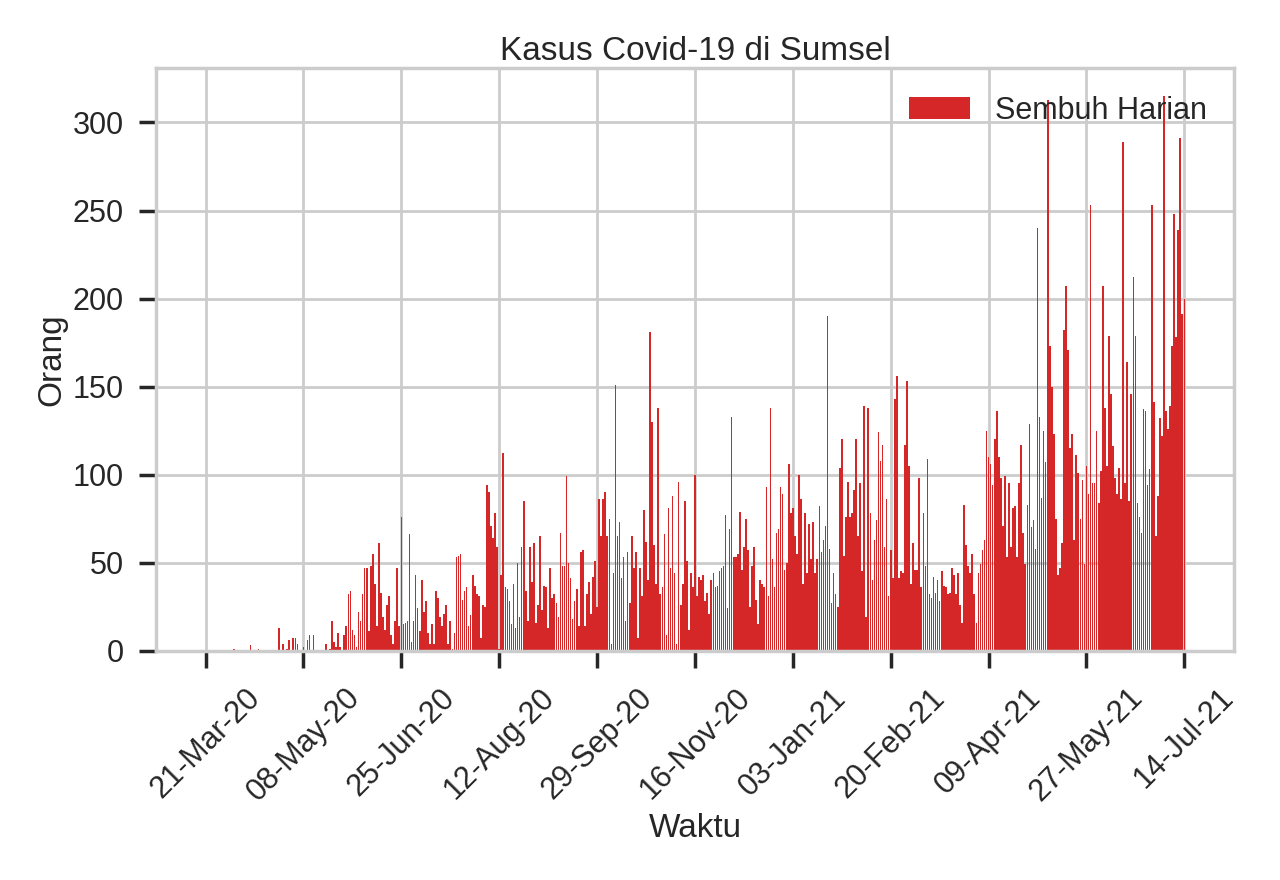 Kasus Covid-19 di Sumsel
Sembuh Harian
300
250
200
150
100
50
0
Orang
21-Mar-20
08-May-20
25-Jun-20
12-Aug-20
29-Sep-20
16-Nov-20
03-Jan-21
20-Feb-21
09-Apr-21
27-May-21
14-Jul-21
Waktu